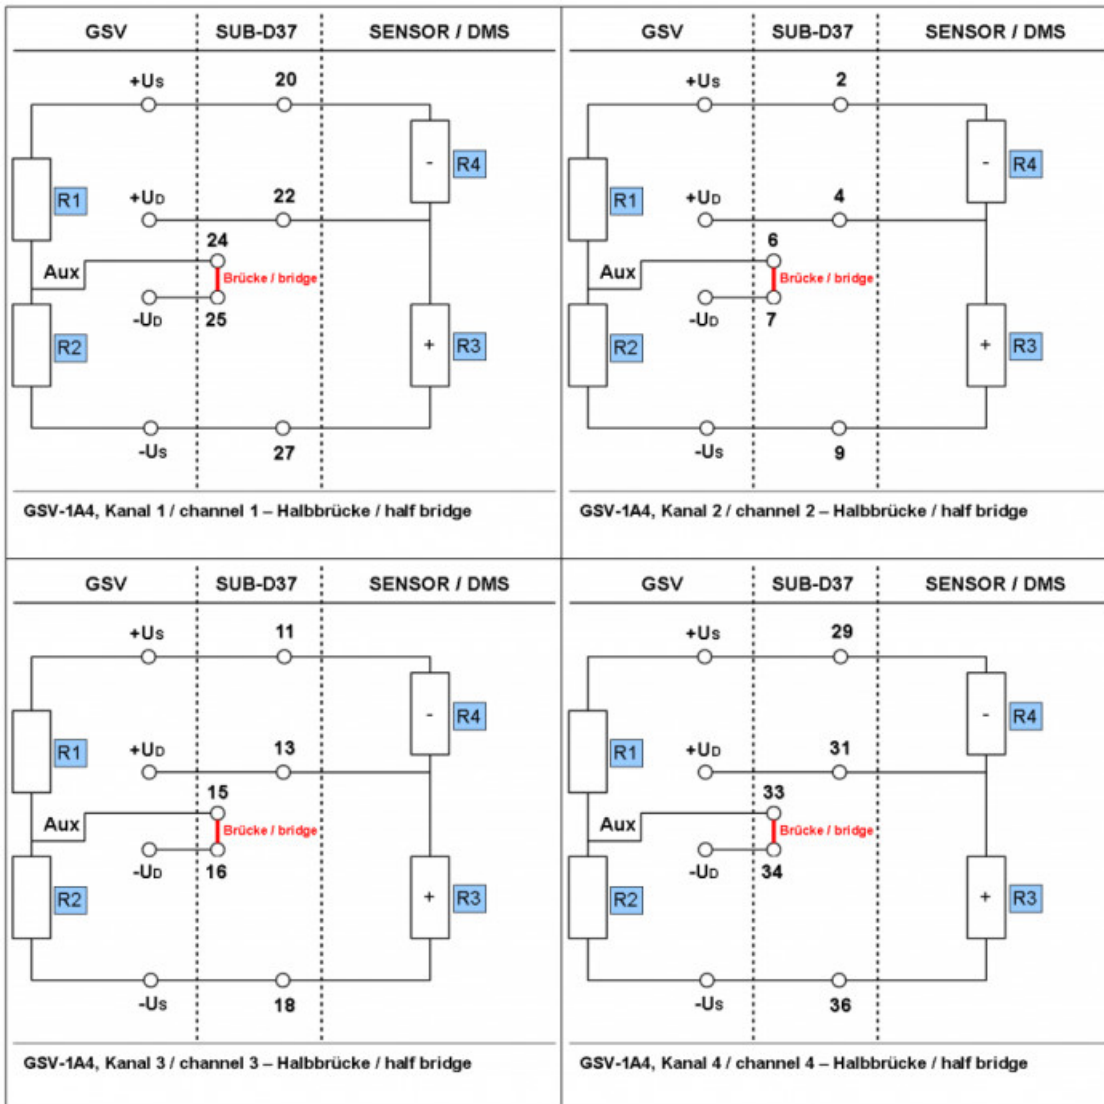 GSV SUB-D37 SENSOR / DMS
+Us 20
- R4
R1 +UD 22
24
Aux Brücke / bridge
-UD 25
R2 + R3
-Us 27
GSV-1A4, Kanal 1 / channel 1 – Halbbrücke / half bridge
GSV SUB-D37 SENSOR / DMS
+Us 2
- R4
R1 +UD 4
6
Aux Brücke / bridge
-UD 7
R2 + R3
-Us 9
GSV-1A4, Kanal 2 / channel 2 – Halbbrücke / half bridge
GSV SUB-D37 SENSOR / DMS
+Us 11
- R4
R1 +UD 13
15
Aux Brücke / bridge
-UD 16
R2 + R3
-Us 18
GSV-1A4, Kanal 3 / channel 3 – Halbbrücke / half bridge
GSV SUB-D37 SENSOR / DMS
+Us 29
- R4
R1 +UD 31
33
Aux Brücke / bridge
-UD 34
R2 + R3
-Us 36
GSV-1A4, Kanal 4 / channel 4 – Halbbrücke / half bridge